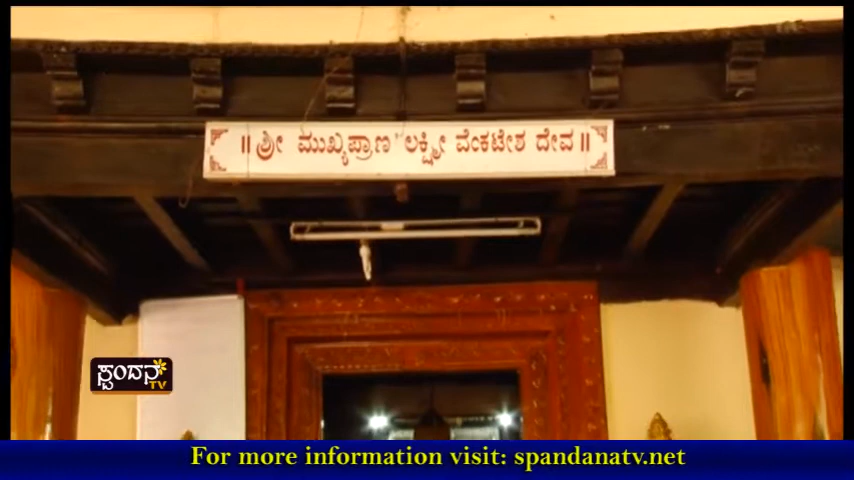 ॥ ಶ್ರೀ ಮುಖ್ಯಪ್ರಾಣ ಲಕ್ಷ್ಮೀ ವೆಂಕಟೇಶ ದೇವ ॥
ಸ್ಪಂದನ TV
For more information visit: spandanatv.net